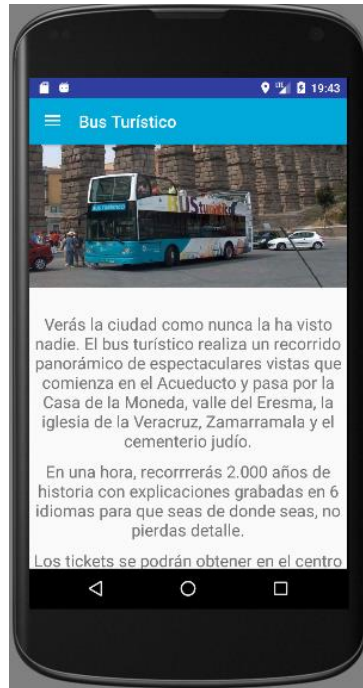 19:43
Bus Turístico
BUS TURISTICO
BUSturístico
Verás la ciudad como nunca la ha visto
nadie. El bus turístico realiza un recorrido
panorámico de espectaculares vistas que
comienza en el Acueducto y pasa por la
Casa de la Moneda, valle del Eresma, la
iglesia de la Veracruz, Zamarramala y el
cementerio judío.
En una hora, recorrrerás 2.000 años de
historia con explicaciones grabadas en 6
idiomas para que seas de donde seas, no
pierdas detalle.
Los tickets se podrán obtener en el centro